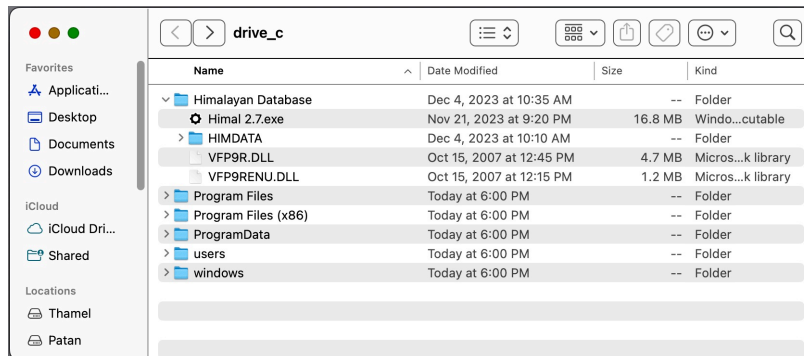 drive_c
Favorites
Applicati...
Desktop
Documents
Downloads
iCloud
iCloud Dri...
Shared
Locations
Thamel
Patan
Name Date Modified Size Kind
Himalayan Database Dec 4, 2023 at 10:35 AM -- Folder
Himal 2.7.exe Nov 21, 2023 at 9:20 PM 16.8 MB Windo...cutable
HIMDATA Dec 4, 2023 at 10:10 AM -- Folder
VFP9R.DLL Oct 15, 2007 at 12:45 PM 4.7 MB Micros...k library
VFP9RENU.DLL Oct 15, 2007 at 12:15 PM 1.2 MB Micros...k library
Program Files Today at 6:00 PM -- Folder
Program Files (x86) Today at 6:00 PM -- Folder
ProgramData Today at 6:00 PM -- Folder
users Today at 6:00 PM -- Folder
windows Today at 6:00 PM -- Folder